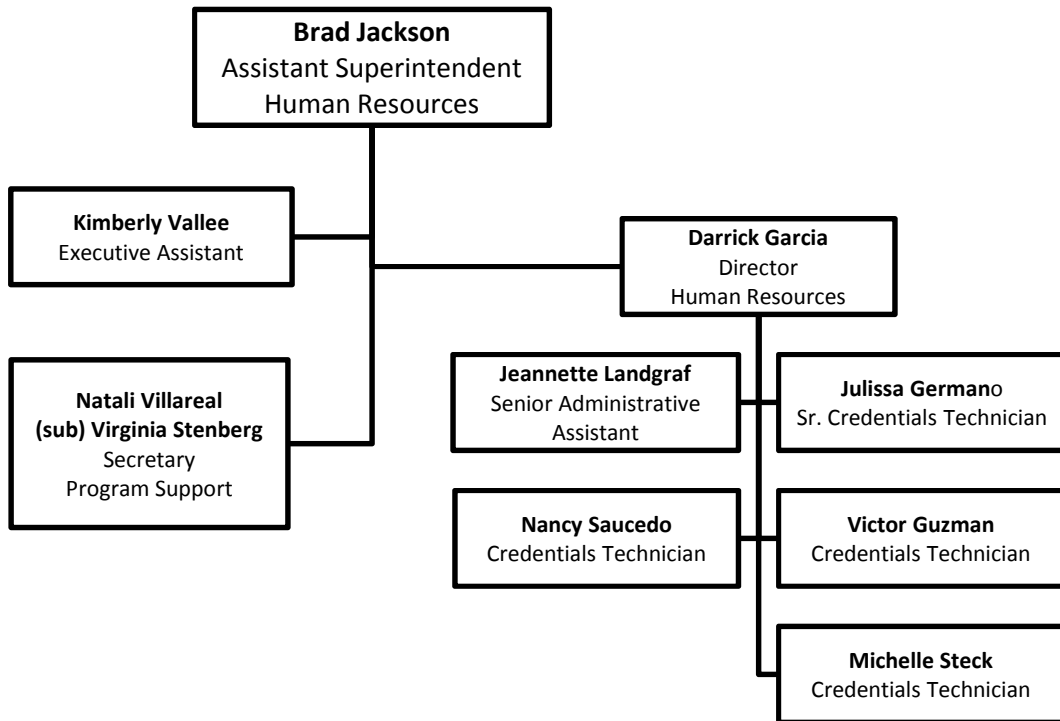 Brad Jackson
Assistant Superintendent
Human Resources
Kimberly Vallee
Executive Assistant
Darrick Garcia
Director
Human Resources
Natali Villareal
(sub) Virginia Stenberg
Secretary
Program Support
Jeannette Landgraf
Senior Administrative
Assistant
Julissa Germano
Sr. Credentials Technician
Nancy Saucedo
Credentials Technician
Victor Guzman
Credentials Technician
Michelle Steck
Credentials Technician